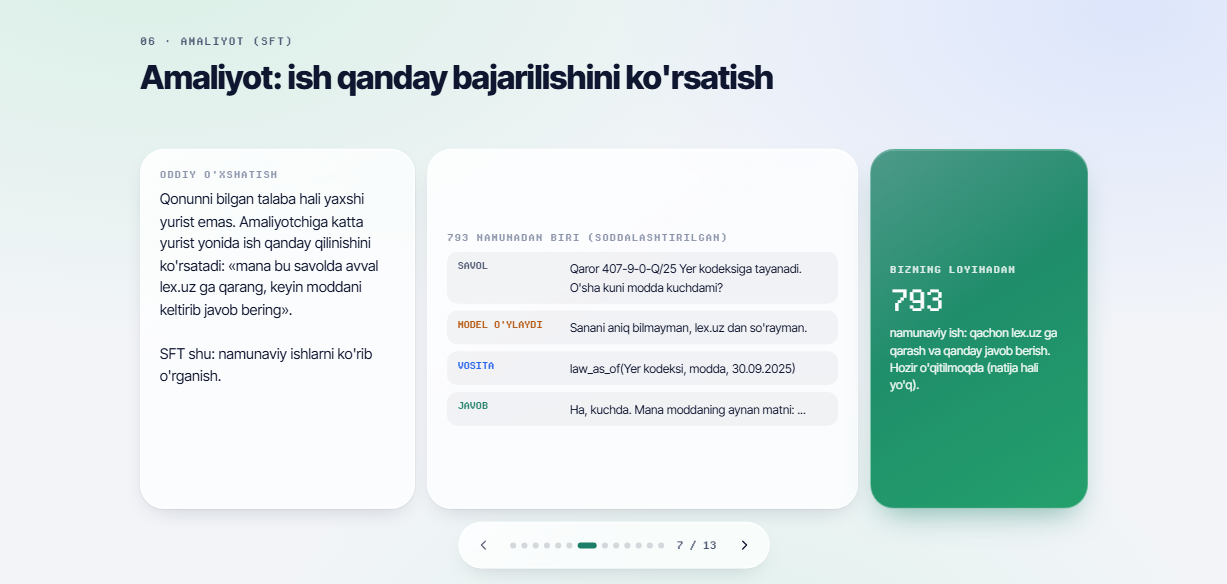 06 · AMALIYOT (SFT)
Amaliyot: ish qanday bajarilishini ko'rsatish
ODDIY O'XSHATISH
Qonunni bilgan talaba hali yaxshi
yurist emas. Amaliyotchiga katta
yurist yonida ish qanday qilinishini
ko'rsatadi: «mana bu savolda avval
lex.uz ga qarang, keyin moddani
keltirib javob bering».
SFT shu: namunaviy ishlarni ko'rib
o'rganish.
793 NAMUNADAN BIRI (SODDALASHTIRILGAN)
SAVOL
Qaror 407-9-0-Q/25 Yer kodeksiga tayanadi.
O'sha kuni modda kuchdami?
MODEL O'YLAYDI
Sanani aniq bilmayman, lex.uz dan so'rayman.
VOSITA
law_as_of(Yer kodeksi, modda, 30.09.2025)
JAVOB
Ha, kuchda. Mana moddaning aynan matni: ...
BIZNING LOYIHADAN
793
namunaviy ish: qachon lex.uz ga
qarash va qanday javob berish.
Hozir o'qitilmoqda (natija hali
yo'q).
7 / 13